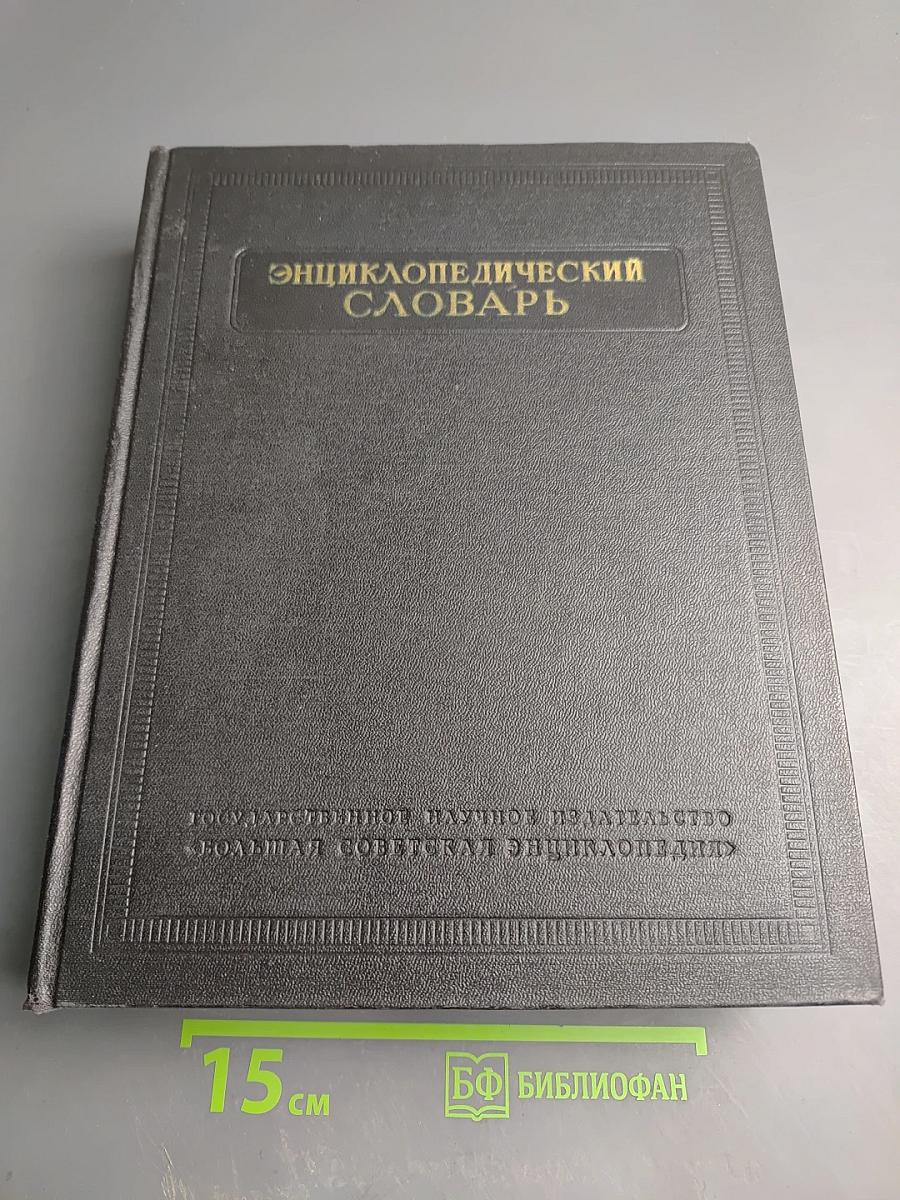 ЭНЦИКЛОПЕДИЧЕСКИЙ
СЛОВАРЬ
ГОСУДАРСТВЕННОЕ НАУЧНОЕ ИЗДАТЕЛЬСТВО
«БОЛЬШАЯ СОВЕТСКАЯ ЭНЦИКЛОПЕДИЯ»
15 см
БФ БИБЛИОФАН